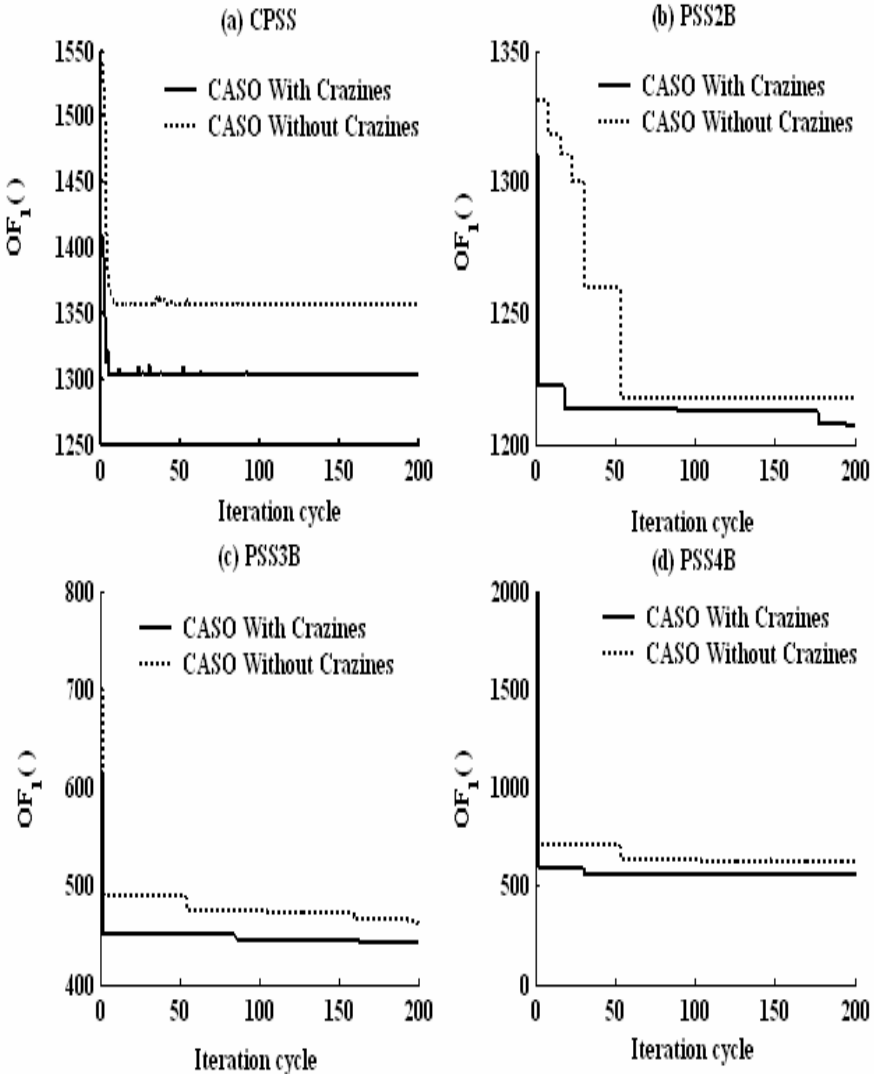 (a) CPSS
1550
1500
1450
1400
1350
1300
1250
OF1( )
CASO With Crazines
CASO Without Crazines
0 50 100 150 200
Iteration cycle
(b) PSS2B
1350
1300
1250
1200
OF1( )
CASO With Crazines
CASO Without Crazines
0 50 100 150 200
Iteration cycle
(c) PSS3B
800
700
600
500
400
OF1( )
CASO With Crazines
CASO Without Crazines
0 50 100 150 200
Iteration cycle
(d) PSS4B
2000
1500
1000
500
0
OF1( )
CASO With Crazines
CASO Without Crazines
0 50 100 150 200
Iteration cycle